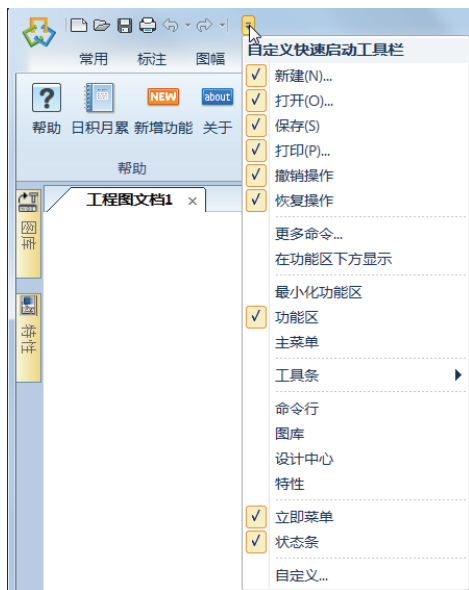 常用 标注 图幅
自定义快速启动工具栏
新建(N)...
打开(O)...
保存(S)
打印(P)...
撤销操作
恢复操作
更多命令...
在功能区下方显示
最小化功能区
功能区
主菜单
工具条
命令行
图库
设计中心
特性
立即菜单
状态条
自定义...
? NEW about
帮助 日积月累 新增功能 关于
帮助
工程图文档1 ×
图库
特性